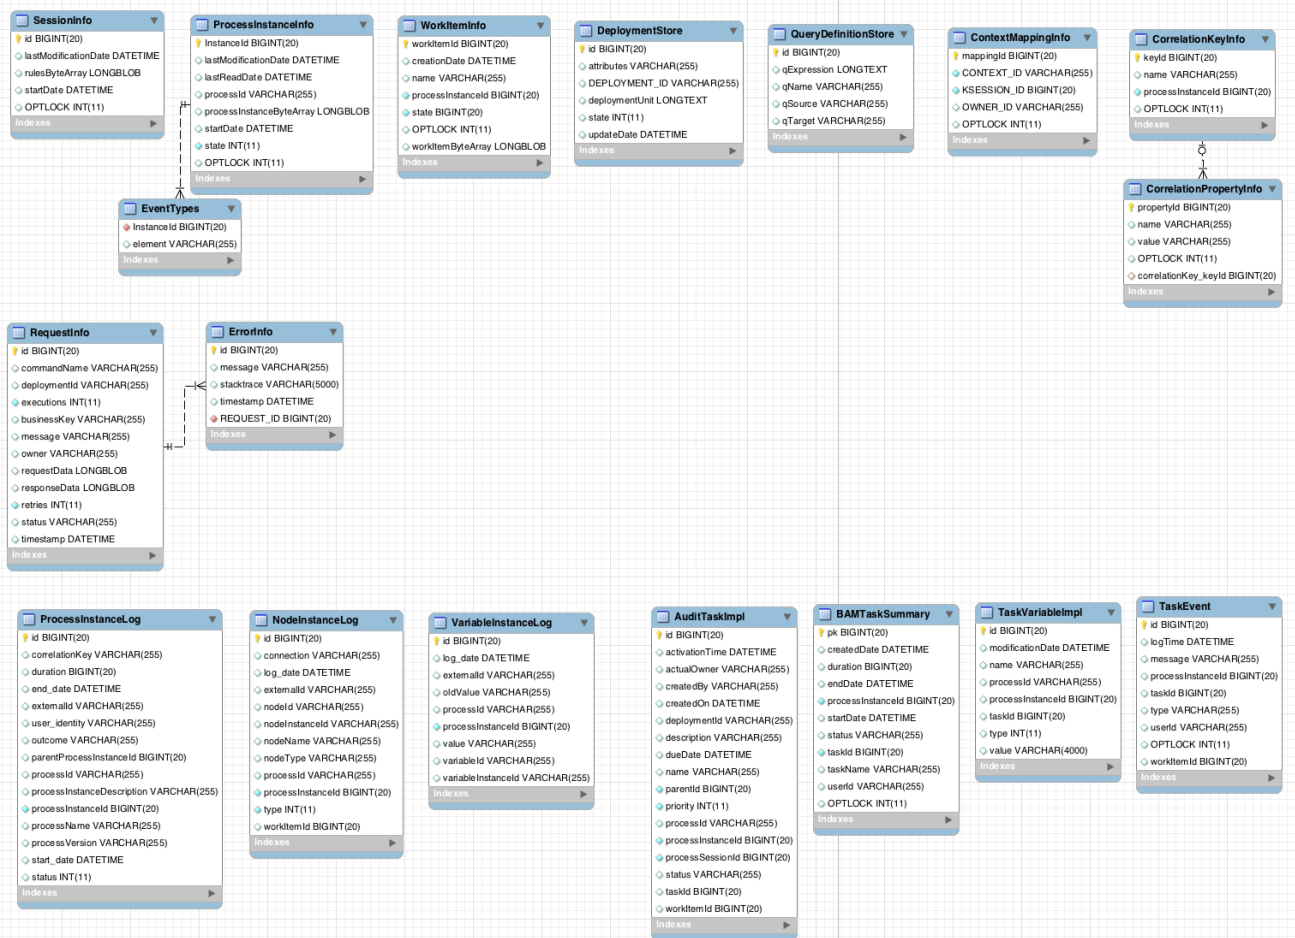 SessionInfo
id BIGINT(20)
lastModificationDate DATETIME
rulesByteArray LONGBLOB
startDate DATETIME
OPTLOCK INT(11)
Indexes
ProcessInstanceInfo
InstanceId BIGINT(20)
lastModificationDate DATETIME
lastReadDate DATETIME
processId VARCHAR(255)
processInstanceByteArray LONGBLOB
startDate DATETIME
state INT(11)
OPTLOCK INT(11)
Indexes
WorkItemInfo
workItemId BIGINT(20)
creationDate DATETIME
name VARCHAR(255)
processInstanceId BIGINT(20)
state BIGINT(20)
OPTLOCK INT(11)
workItemByteArray LONGBLOB
Indexes
DeploymentStore
id BIGINT(20)
attributes VARCHAR(255)
DEPLOYMENT_ID VARCHAR(255)
deploymentUnit LONGTEXT
state INT(11)
updateDate DATETIME
Indexes
QueryDefinitionStore
id BIGINT(20)
qExpression LONGTEXT
qName VARCHAR(255)
qSource VARCHAR(255)
qTarget VARCHAR(255)
Indexes
ContextMappingInfo
mappingId BIGINT(20)
CONTEXT_ID VARCHAR(255)
KSESSION_ID BIGINT(20)
OWNER_ID VARCHAR(255)
OPTLOCK INT(11)
Indexes
CorrelationKeyInfo
keyId BIGINT(20)
name VARCHAR(255)
processInstanceId BIGINT(20)
OPTLOCK INT(11)
Indexes
EventTypes
InstanceId BIGINT(20)
element VARCHAR(255)
Indexes
CorrelationPropertyInfo
propertyId BIGINT(20)
name VARCHAR(255)
value VARCHAR(255)
OPTLOCK INT(11)
correlationKey_keyId BIGINT(20)
Indexes
RequestInfo
id BIGINT(20)
commandName VARCHAR(255)
deploymentId VARCHAR(255)
executions INT(11)
businessKey VARCHAR(255)
message VARCHAR(255)
owner VARCHAR(255)
requestData LONGBLOB
responseData LONGBLOB
retries INT(11)
status VARCHAR(255)
timestamp DATETIME
Indexes
ErrorInfo
id BIGINT(20)
message VARCHAR(255)
stacktrace VARCHAR(5000)
timestamp DATETIME
REQUEST_ID BIGINT(20)
Indexes
ProcessInstanceLog
id BIGINT(20)
correlationKey VARCHAR(255)
duration BIGINT(20)
end_date DATETIME
externalId VARCHAR(255)
user_identity VARCHAR(255)
outcome VARCHAR(255)
parentProcessInstanceId BIGINT(20)
processId VARCHAR(255)
processInstanceDescription VARCHAR(255)
processInstanceId BIGINT(20)
processName VARCHAR(255)
processVersion VARCHAR(255)
start_date DATETIME
status INT(11)
Indexes
NodeInstanceLog
id BIGINT(20)
connection VARCHAR(255)
log_date DATETIME
externalId VARCHAR(255)
nodeId VARCHAR(255)
nodeInstanceId VARCHAR(255)
nodeName VARCHAR(255)
nodeType VARCHAR(255)
processId VARCHAR(255)
processInstanceId BIGINT(20)
type INT(11)
workItemId BIGINT(20)
Indexes
VariableInstanceLog
id BIGINT(20)
log_date DATETIME
externalId VARCHAR(255)
oldValue VARCHAR(255)
processId VARCHAR(255)
processInstanceId BIGINT(20)
value VARCHAR(255)
variableId VARCHAR(255)
variableInstanceId VARCHAR(255)
Indexes
AuditTaskImpl
id BIGINT(20)
activationTime DATETIME
actualOwner VARCHAR(255)
createdBy VARCHAR(255)
createdOn DATETIME
deploymentId VARCHAR(255)
description VARCHAR(255)
dueDate DATETIME
name VARCHAR(255)
parentId BIGINT(20)
priority INT(11)
processId VARCHAR(255)
processInstanceId BIGINT(20)
processSessionId BIGINT(20)
status VARCHAR(255)
taskId BIGINT(20)
workItemId BIGINT(20)
Indexes
BAMTaskSummary
pk BIGINT(20)
createdDate DATETIME
duration BIGINT(20)
endDate DATETIME
processInstanceId BIGINT(20)
startDate DATETIME
status VARCHAR(255)
taskId BIGINT(20)
taskName VARCHAR(255)
userId VARCHAR(255)
OPTLOCK INT(11)
Indexes
TaskVariableImpl
id BIGINT(20)
modificationDate DATETIME
name VARCHAR(255)
processId VARCHAR(255)
processInstanceId BIGINT(20)
taskId BIGINT(20)
type INT(11)
value VARCHAR(4000)
Indexes
TaskEvent
id BIGINT(20)
logTime DATETIME
message VARCHAR(255)
processInstanceId BIGINT(20)
taskId BIGINT(20)
type VARCHAR(255)
userId VARCHAR(255)
OPTLOCK INT(11)
workItemId BIGINT(20)
Indexes